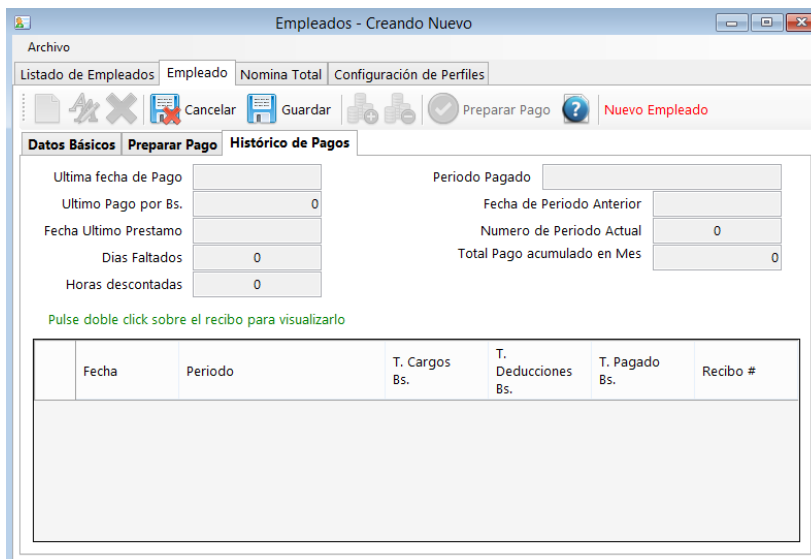 Empleados - Creando Nuevo
Archivo
Listado de Empleados Empleado Nomina Total Configuración de Perfiles
Cancelar Guardar Preparar Pago ? Nuevo Empleado
Datos Básicos Preparar Pago Histórico de Pagos
Ultima fecha de Pago Periodo Pagado
Ultimo Pago por Bs. 0 Fecha de Periodo Anterior
Fecha Ultimo Prestamo Numero de Periodo Actual 0
Dias Faltados 0 Total Pago acumulado en Mes 0
Horas descontadas 0
Pulse doble click sobre el recibo para visualizarlo
Fecha Periodo T. Cargos Bs. T. Deducciones Bs. T. Pagado Bs. Recibo #